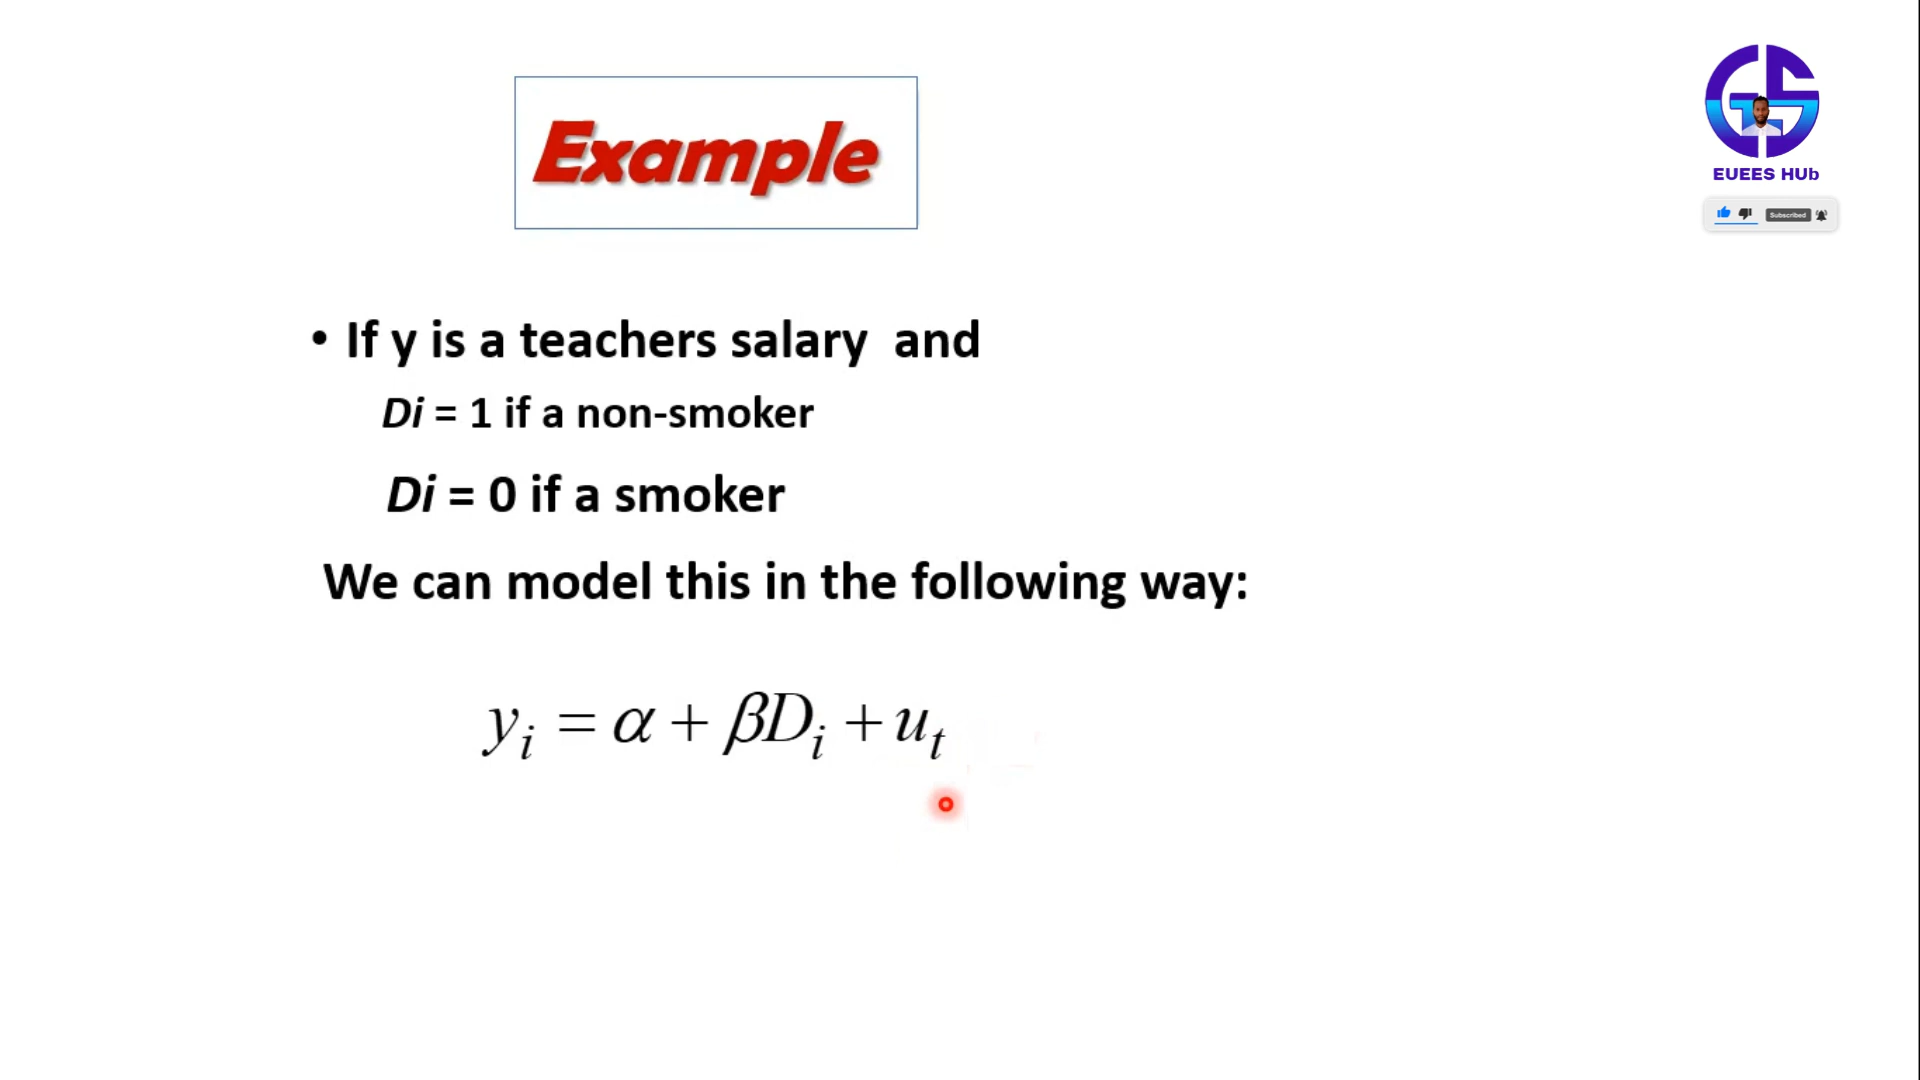 Example
EUEES HUb
Subscribed
• If y is a teachers salary and
Di = 1 if a non-smoker
Di = 0 if a smoker
We can model this in the following way:
yᵢ = α + βDᵢ + uₜ